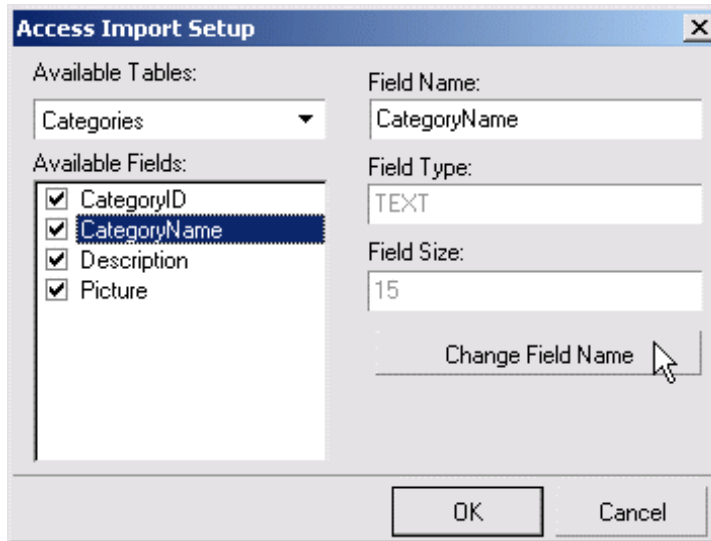 Access Import Setup
Available Tables:
Categories
Available Fields:
CategoryID
CategoryName
Description
Picture
Field Name:
CategoryName
Field Type:
TEXT
Field Size:
15
Change Field Name
OK
Cancel